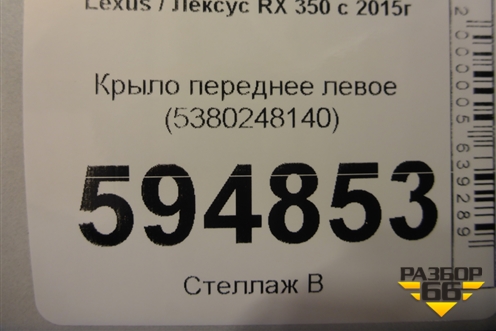 Lexus / Лексус RX 350 с 2015г
Крыло переднее левое
(5380248140)
594853
Стеллаж В
2000005639289
РАЗБОР
66